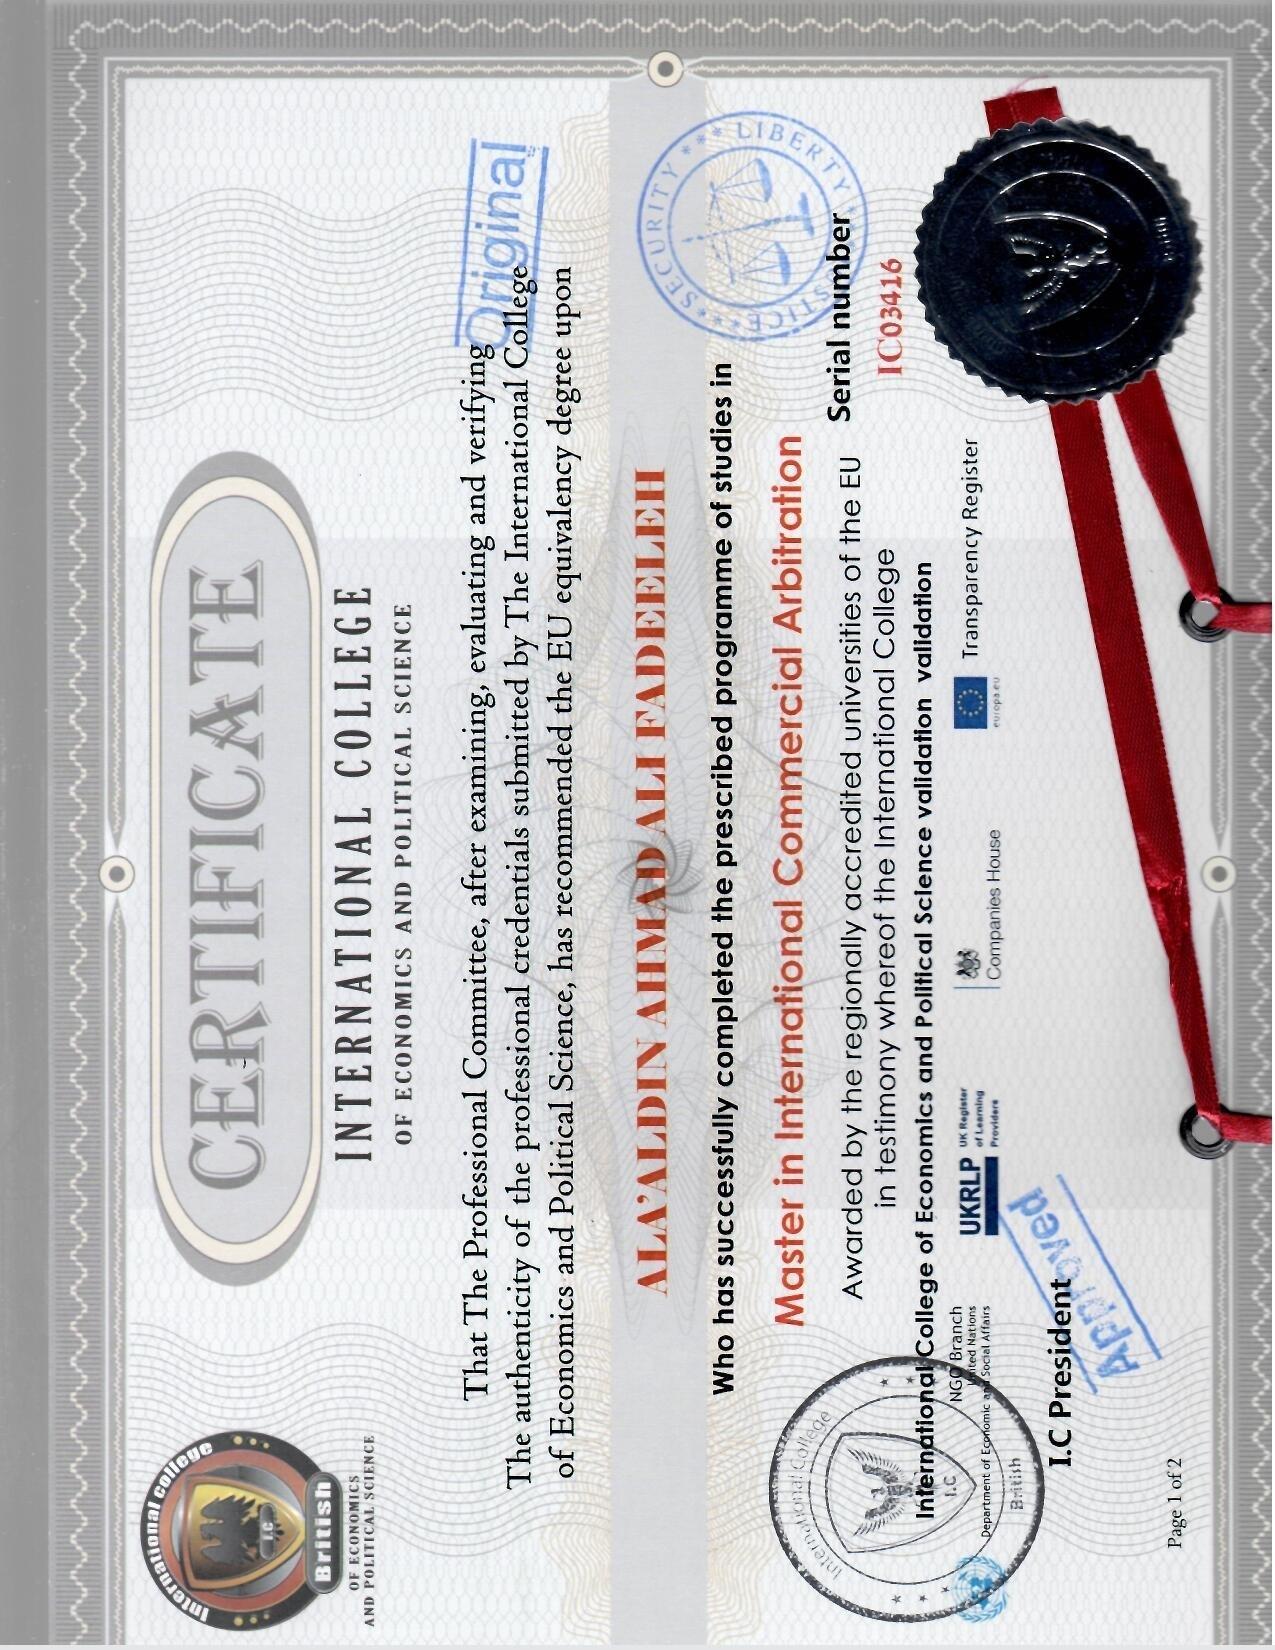 International college
I.C
British
OF ECONOMICS
AND POLITICAL SCIENCE
CERTIFICATE
INTERNATIONAL COLLEGE
OF ECONOMICS AND POLITICAL SCIENCE
That The Professional Committee, after examining, evaluating and verifying
The authenticity of the professional credentials submitted by The International College
of Economics and Political Science, has recommended the EU equivalency degree upon
Original
ALA'ALDIN AHMAD ALI FADEELEH
Who has successfully completed the prescribed programme of studies in
Master in International Commercial Arbitration
SECURITY ** LIBERTY ** JUSTICE **
Awarded by the regionally accredited universities of the EU
in testimony whereof the International College
Serial number
IC03416
International College of Economics and Political Science validation validation
International College
I.C
British
NGO Branch
United Nations
Department of Economic and Social Affairs
UKRLP
UK Register
of Learning
Providers
Companies House
europa.eu
Transparency Register
I.C President
Approved
Page 1 of 2